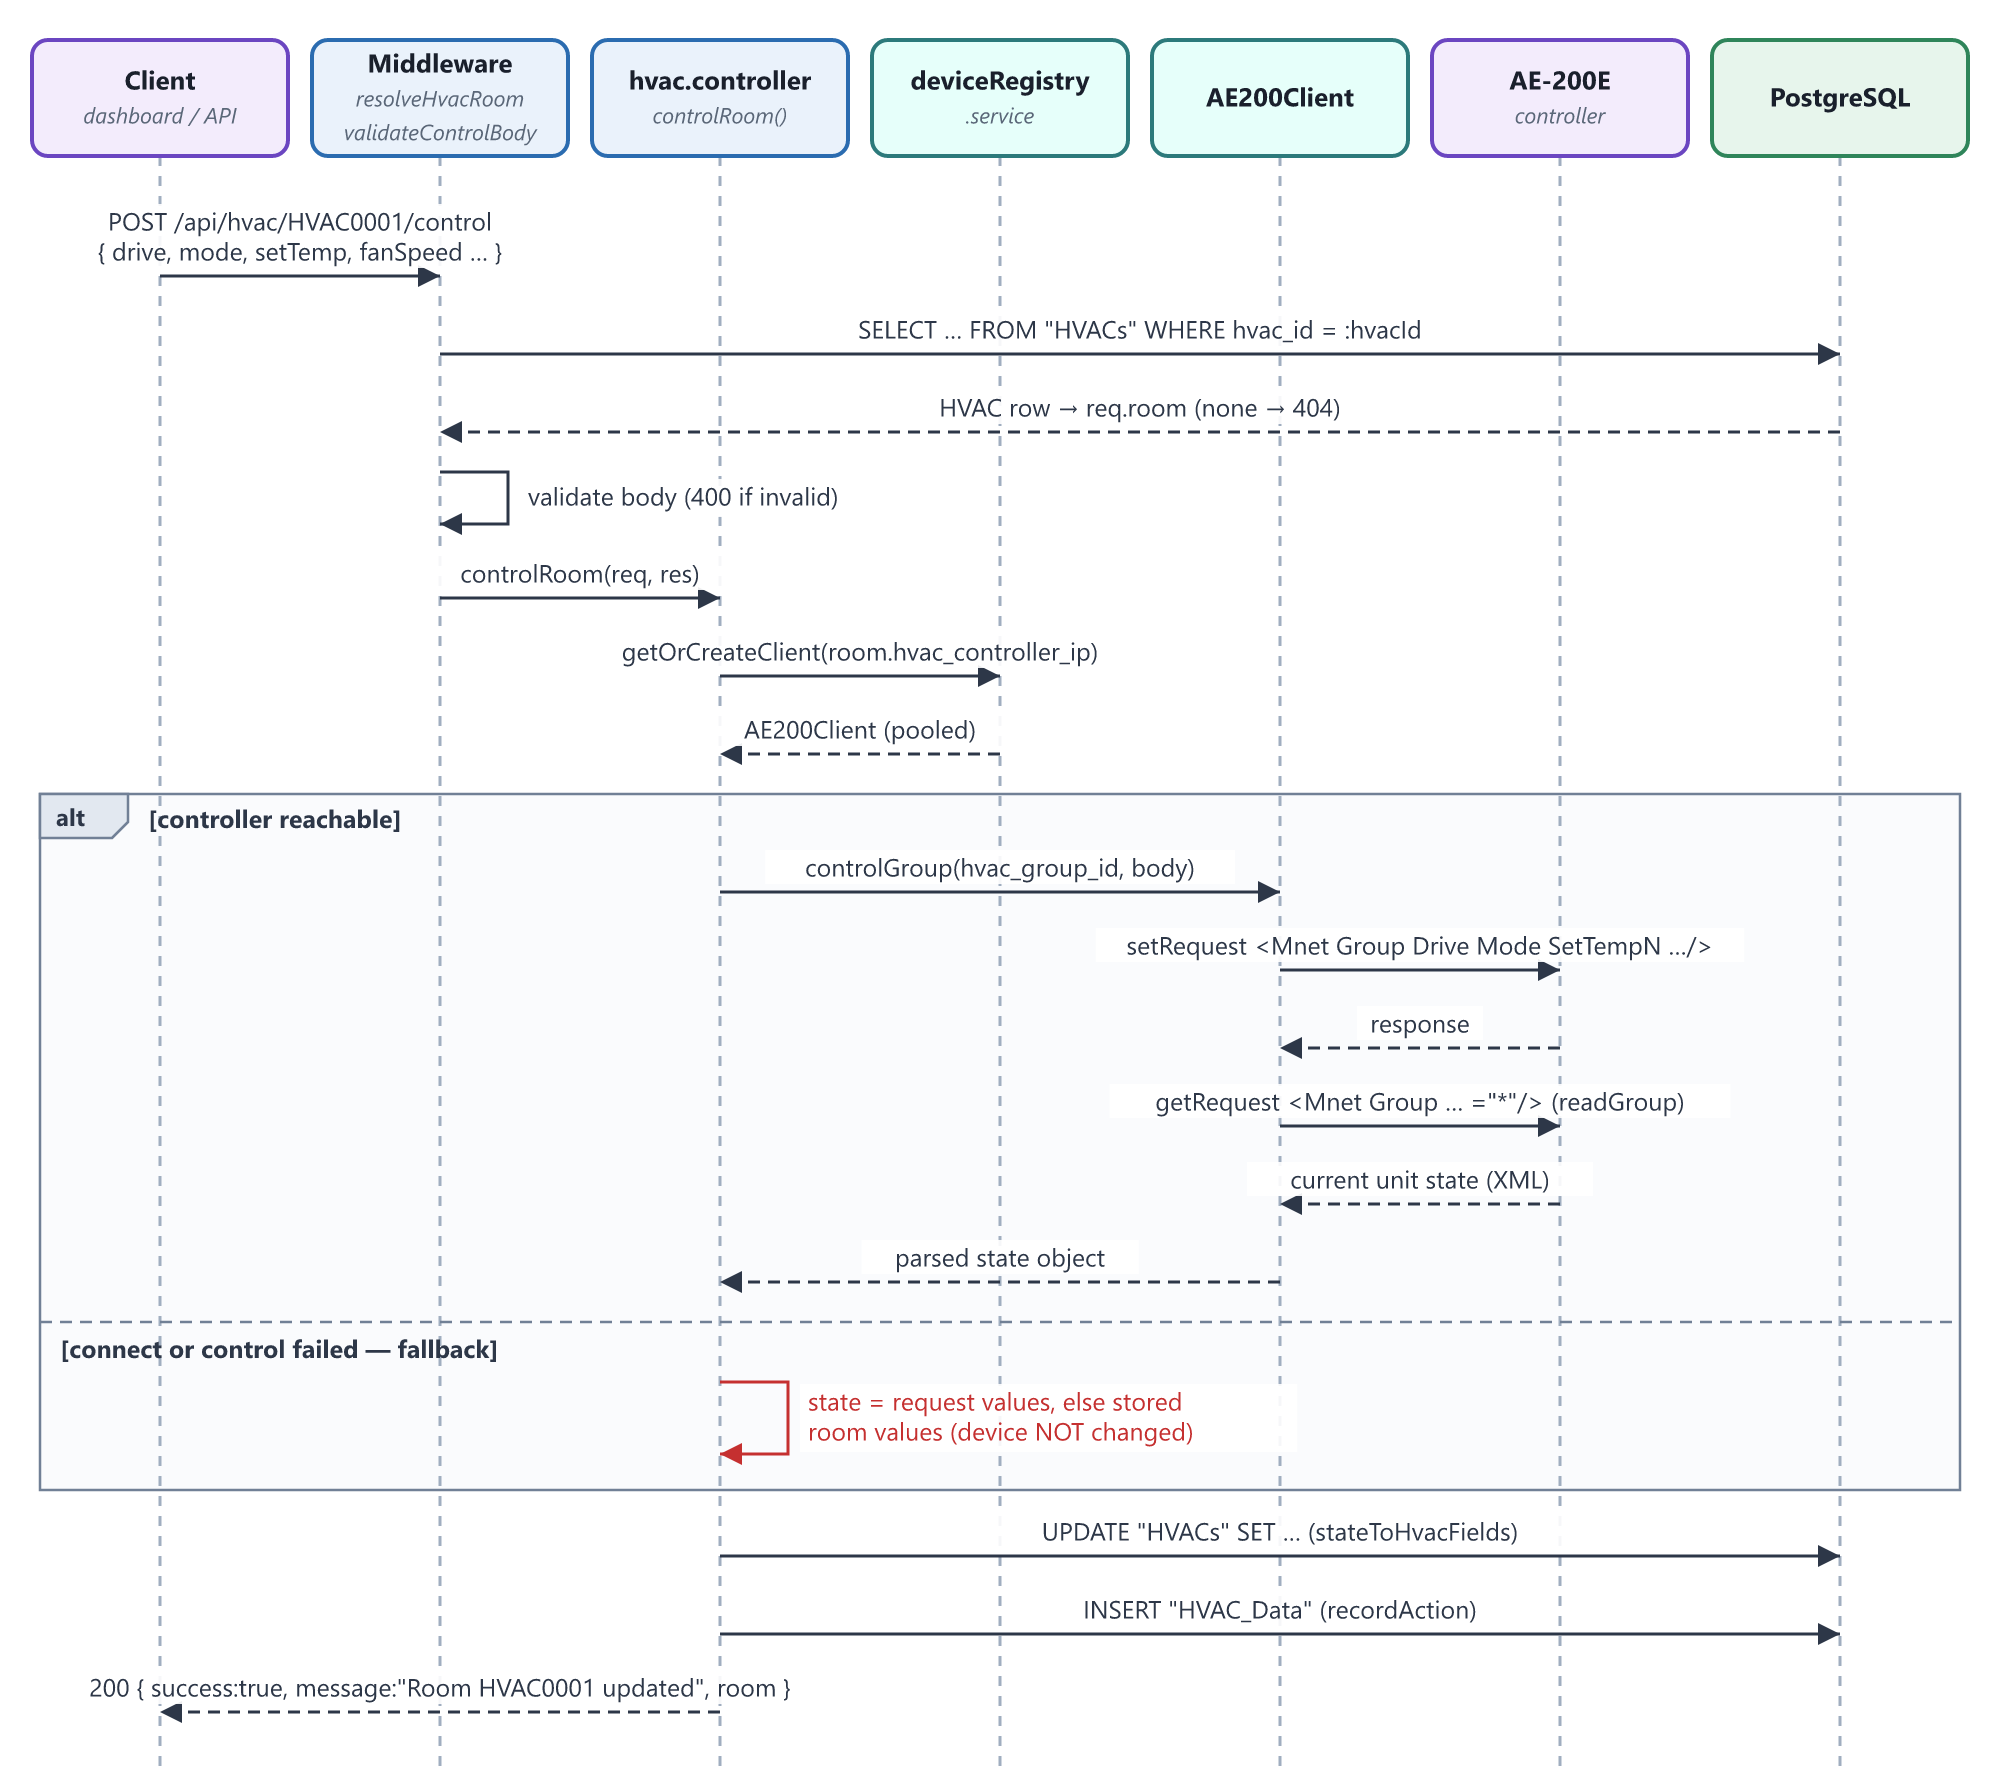 Client
dashboard / API
Middleware
resolveHvacRoom
validateControlBody
hvac.controller
controlRoom()
deviceRegistry
.service
AE200Client
AE-200E
controller
PostgreSQL
POST /api/hvac/HVAC0001/control
{ drive, mode, setTemp, fanSpeed ... }
SELECT ... FROM "HVACs" WHERE hvac_id = :hvacId
HVAC row → req.room (none → 404)
validate body (400 if invalid)
controlRoom(req, res)
getOrCreateClient(room.hvac_controller_ip)
AE200Client (pooled)
alt
[controller reachable]
controlGroup(hvac_group_id, body)
setRequest <Mnet Group Drive Mode SetTempN .../>
response
getRequest <Mnet Group ... ="*"/> (readGroup)
current unit state (XML)
parsed state object
[connect or control failed — fallback]
state = request values, else stored
room values (device NOT changed)
UPDATE "HVACs" SET ... (stateToHvacFields)
INSERT "HVAC_Data" (recordAction)
200 { success:true, message:"Room HVAC0001 updated", room }